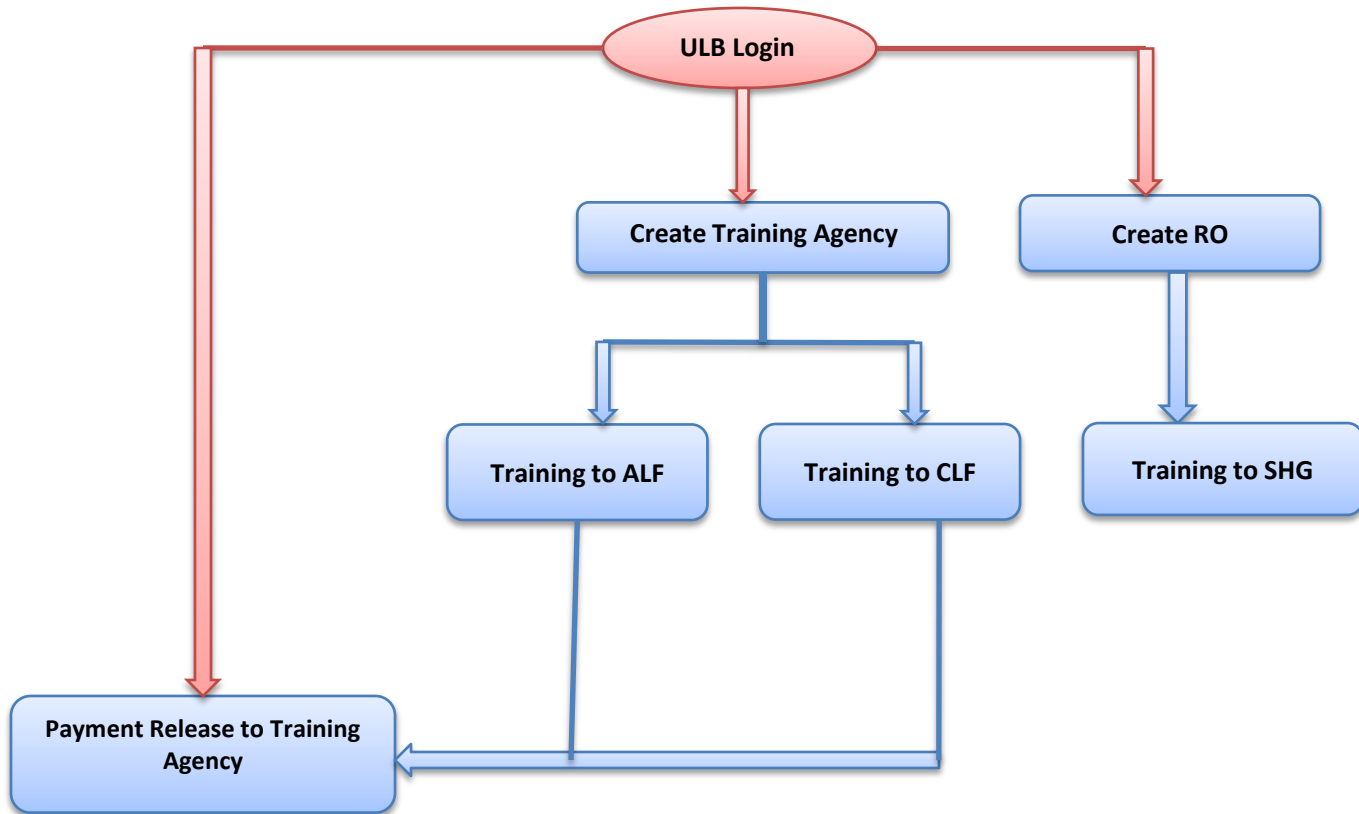 ULB Login
Create Training Agency
Create RO
Training to ALF
Training to CLF
Training to SHG
Payment Release to Training
Agency